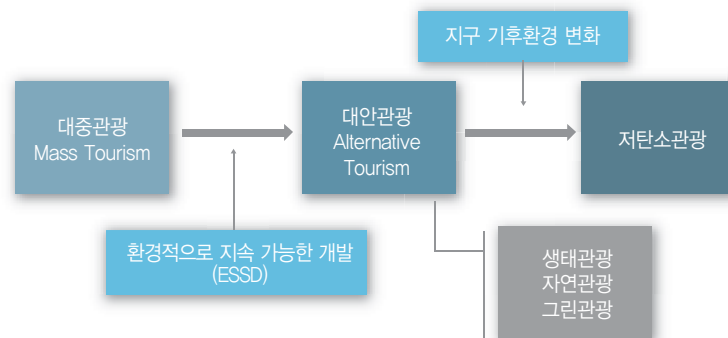 지구 기후환경 변화
대중관광
Mass Tourism
대안관광
Alternative
Tourism
저탄소관광
환경적으로 지속 가능한 개발
(ESSD)
생태관광
자연관광
그린관광